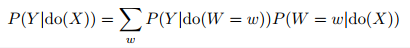 P(Y|do(X)) = ∑_w P(Y|do(W = w))P(W = w|do(X))